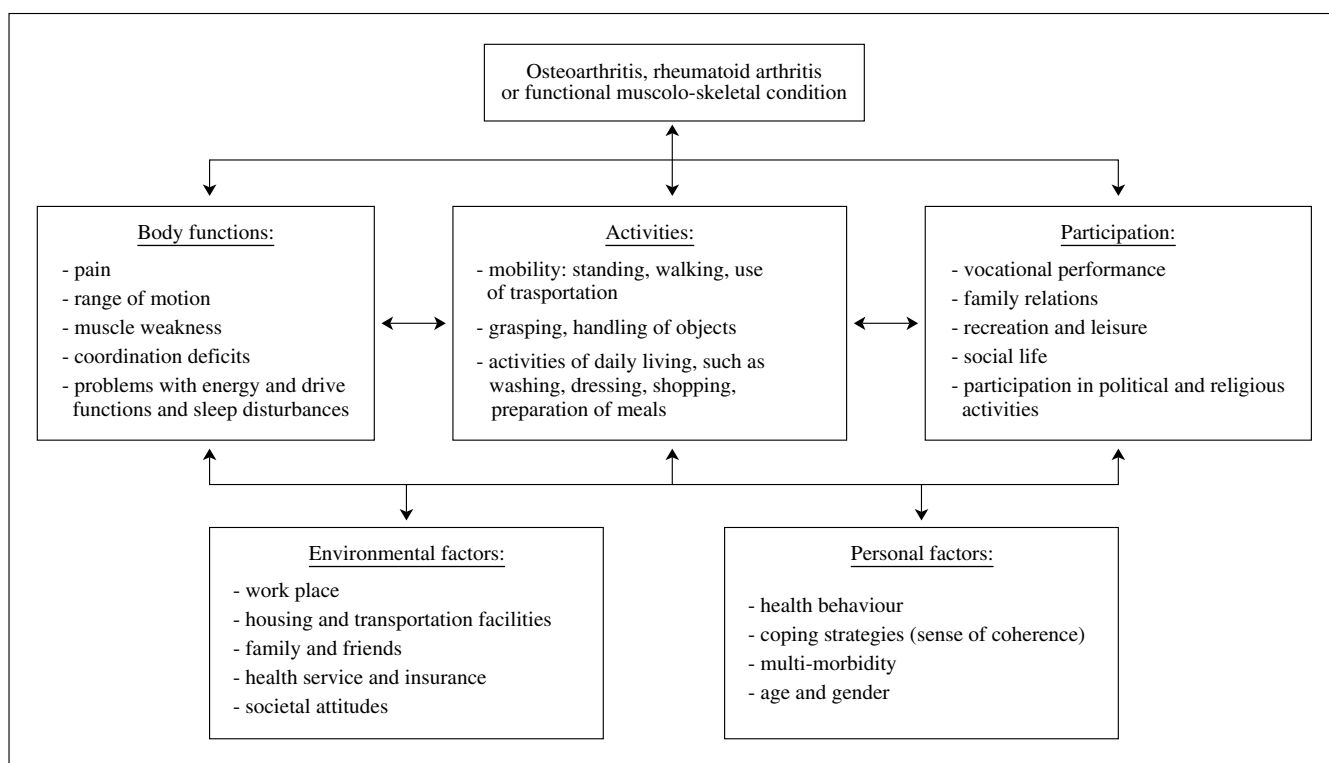 Osteoarthritis, rheumatoid arthritis
or functional muscolo-skeletal condition
Body functions:
- pain
- range of motion
- muscle weakness
- coordination deficits
- problems with energy and drive
functions and sleep disturbances
Activities:
- mobility: standing, walking, use
of trasportation
- grasping, handling of objects
- activities of daily living, such as
washing, dressing, shopping,
preparation of meals
Participation:
- vocational performance
- family relations
- recreation and leisure
- social life
- participation in political and religious
activities
Environmental factors:
- work place
- housing and transportation facilities
- family and friends
- health service and insurance
- societal attitudes
Personal factors:
- health behaviour
- coping strategies (sense of coherence)
- multi-morbidity
- age and gender